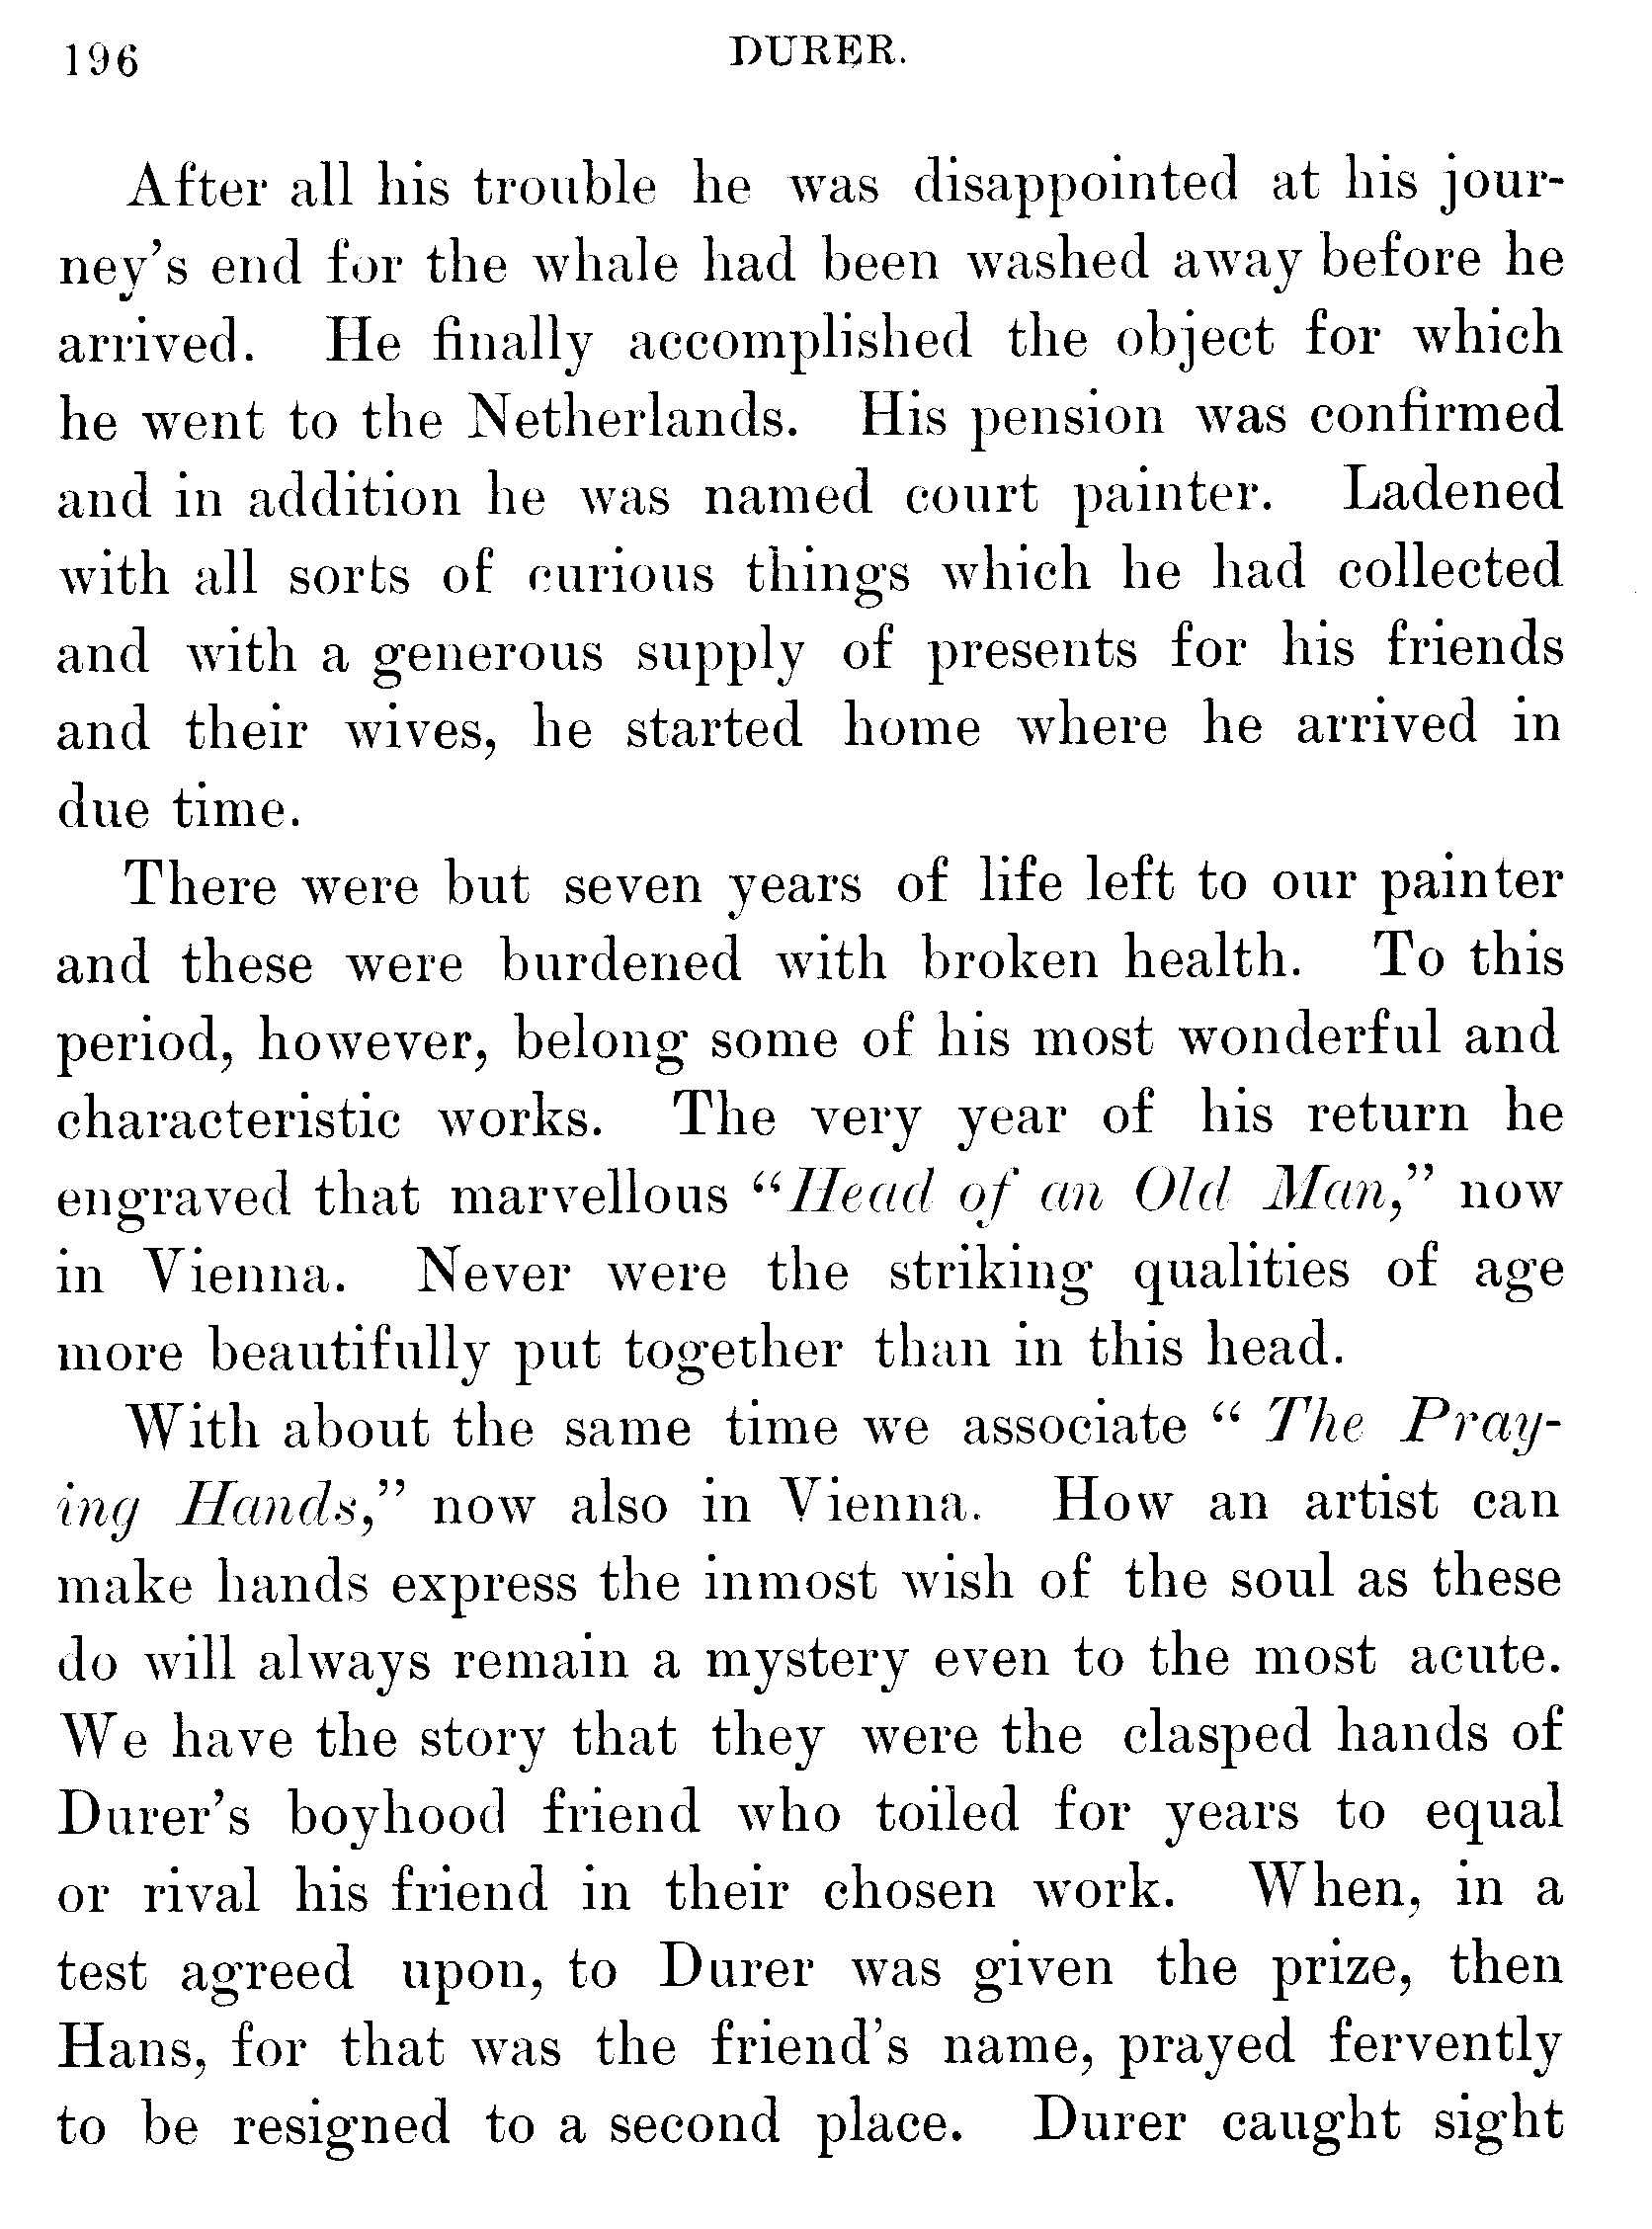 196
DURER.
After all his trouble he was disappointed at his jour-
ney's end for the whale had been washed away before he
arrived. He finally accomplished the object for which
he went to the Netherlands. His pension was confirmed
and in addition he was named court painter. Ladened
with all sorts of curious things which he had collected
and with a generous supply of presents for his friends
and their wives, he started home where he arrived in
due time.
There were but seven years of life left to our painter
and these were burdened with broken health. To this
period, however, belong some of his most wonderful and
characteristic works. The very year of his return he
engraved that marvellous "Head of an Old Man," now
in Vienna. Never were the striking qualities of age
more beautifully put together than in this head.
With about the same time we associate " The Pray-
ing Hands," now also in Vienna. How an artist can
make hands express the inmost wish of the soul as these
do will always remain a mystery even to the most acute.
We have the story that they were the clasped hands of
Durer's boyhood friend who toiled for years to equal
or rival his friend in their chosen work. When, in a
test agreed upon, to Durer was given the prize, then
Hans, for that was the friend's name, prayed fervently
to be resigned to a second place. Durer caught sight